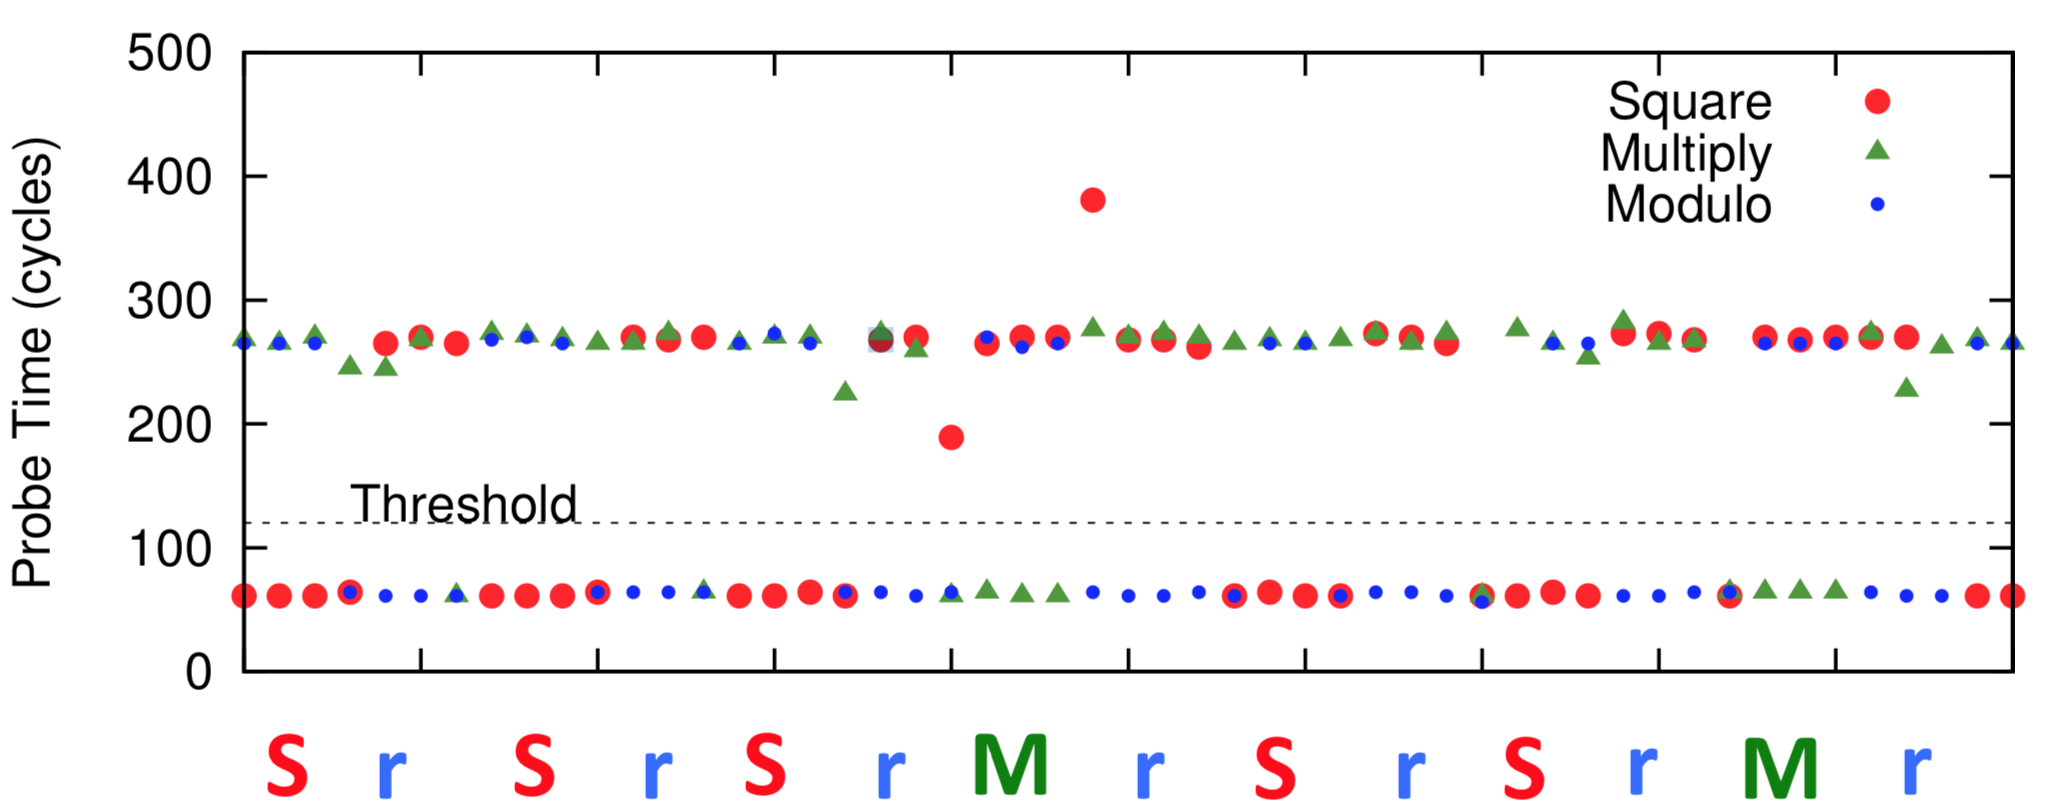 500
400
300
200
100
0
Probe Time (cycles)
Square
Multiply
Modulo
Threshold
S r S r S r M r S r S r M r